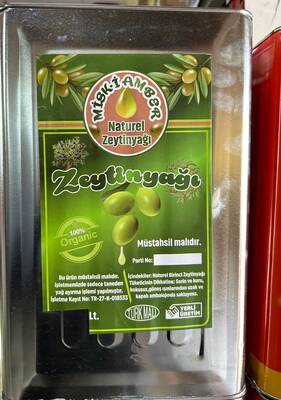 MİSK-İ AMBER
Naturel
Zeytinyağı
Zeytinyağı
100%
Organic
Müstahsil malıdır.
Parti No:
Bu ürün müstahsil malıdır.
İşletmemizde sadece taneden
yağ ayırma işlemi yapılmıştır.
İşletme Kayıt No: TR-27-K-018033
İçindekiler: Naturel Birinci Zeytinyağı
Tüketicinin Dikkatine; Serin ve kuru,
kokusuz,güneş ışınlarından uzak ve
kapalı ambalajında saklayınız.
Lt.
TÜRK MALI
YERLİ
ÜRETİM